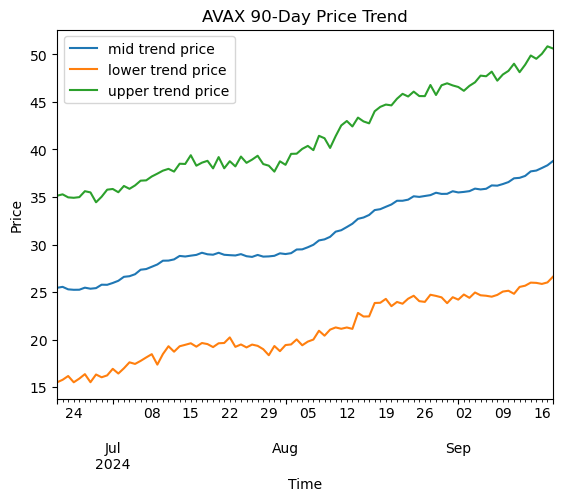 AVAX 90-Day Price Trend
mid trend price
lower trend price
upper trend price
50
45
40
35
30
25
20
15
Price
24 08 15 22 29 05 12 19 26 02 09 16
Jul Aug Sep
2024
Time